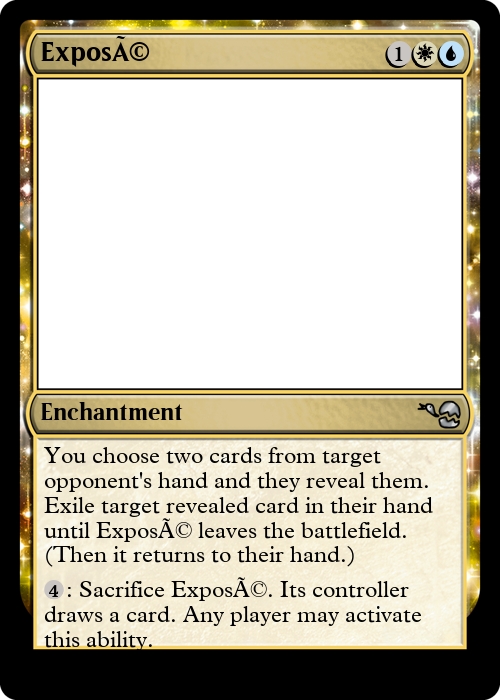 ExposÃ© 1
Enchantment
You choose two cards from target
opponent's hand and they reveal them.
Exile target revealed card in their hand
until ExposÃ© leaves the battlefield.
(Then it returns to their hand.)
4 : Sacrifice ExposÃ©. Its controller
draws a card. Any player may activate
this ability.